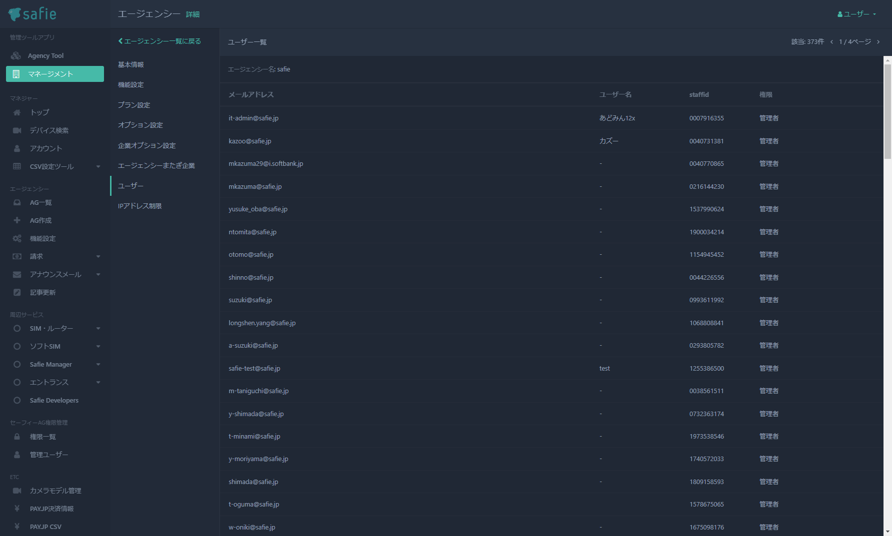 safie
エージェンシー 詳細
ユーザー
管理ツールアプリ
Agency Tool
マネージメント
マネジャー
トップ
デバイス検索
アカウント
CSV設定ツール
エージェンシー
AG一覧
AG作成
機能設定
請求
アナウンスメール
記事更新
周辺サービス
SIM・ルーター
ソフトSIM
Safie Manager
エントランス
Safie Developers
セーフィーAG権限管理
権限一覧
管理ユーザー
ETC
カメラモデル管理
PAY.JP決済情報
PAY.JP CSV
エージェンシー一覧に戻る
基本情報
機能設定
プラン設定
オプション設定
企業オプション設定
エージェンシーまたぎ企業
ユーザー
IPアドレス制限
ユーザー一覧
該当: 373件 1 / 4ページ
エージェンシー名: safie
メールアドレス ユーザー名 staffid 権限
it-admin@safie.jp あどみん12x 0007916355 管理者
kazoo@safie.jp カズー 0040731381 管理者
mkazuma29@i.softbank.jp - 0040770865 管理者
mkazuma@safie.jp - 0216144230 管理者
yusuke_oba@safie.jp - 1537990624 管理者
ntomita@safie.jp - 1900034214 管理者
otomo@safie.jp - 1154945452 管理者
shinno@safie.jp - 0044226556 管理者
suzuki@safie.jp - 0993611992 管理者
longshen.yang@safie.jp - 1068808841 管理者
a-suzuki@safie.jp - 0293805782 管理者
safie-test@safie.jp test 1255386500 管理者
m-taniguchi@safie.jp - 0038561511 管理者
y-shimada@safie.jp - 0732363174 管理者
t-minami@safie.jp - 1973538546 管理者
y-moriyama@safie.jp - 1740572033 管理者
shimada@safie.jp - 1809158593 管理者
t-oguma@safie.jp 1578675065 管理者
w-oniki@safie.jp - 1675098176 管理者